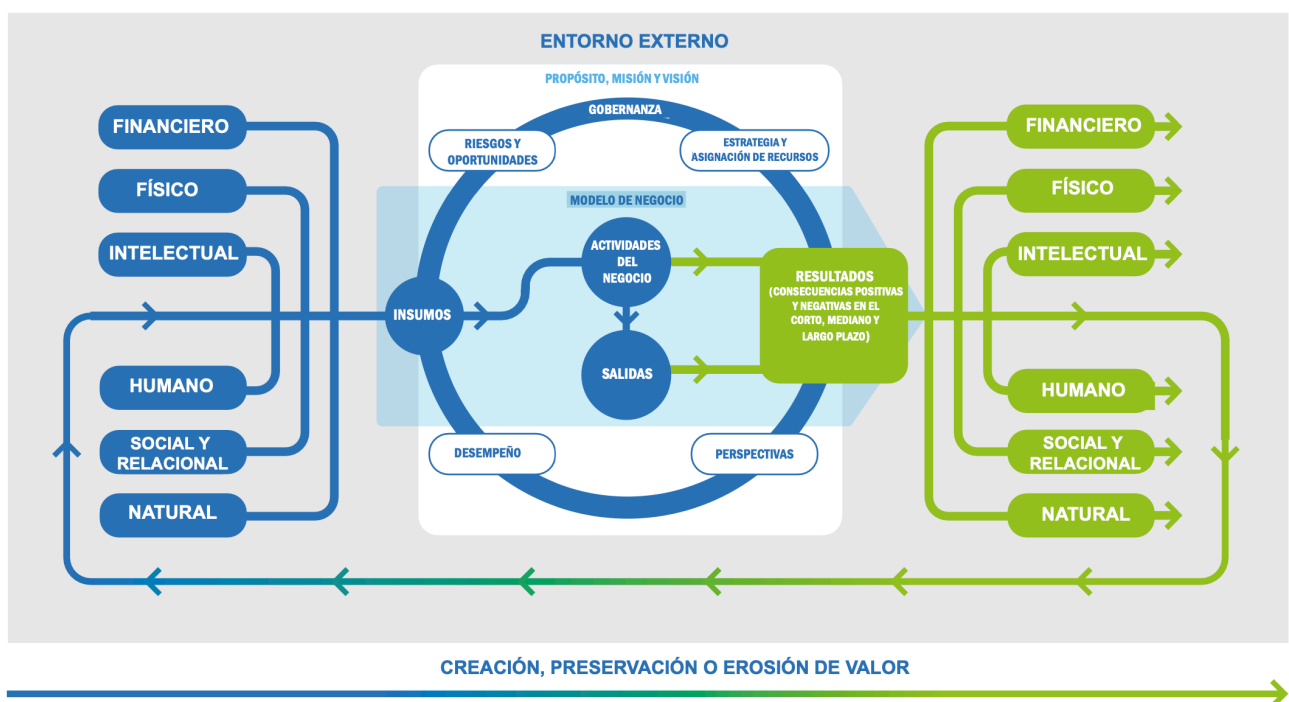 ENTORNO EXTERNO
PROPÓSITO, MISIÓN Y VISIÓN
GOBERNANZA
FINANCIERO
FÍSICO
INTELECTUAL
HUMANO
SOCIAL Y
RELACIONAL
NATURAL
RIESGOS Y
OPORTUNIDADES
ESTRATEGIA Y
ASIGNACIÓN DE RECURSOS
MODELO DE NEGOCIO
INSUMOS
ACTIVIDADES
DEL
NEGOCIO
SALIDAS
RESULTADOS
(CONSECUENCIAS POSITIVAS
Y NEGATIVAS EN EL
CORTO, MEDIANO Y
LARGO PLAZO)
DESEMPEÑO
PERSPECTIVAS
FINANCIERO
FÍSICO
INTELECTUAL
HUMANO
SOCIAL Y
RELACIONAL
NATURAL
CREACIÓN, PRESERVACIÓN O EROSIÓN DE VALOR